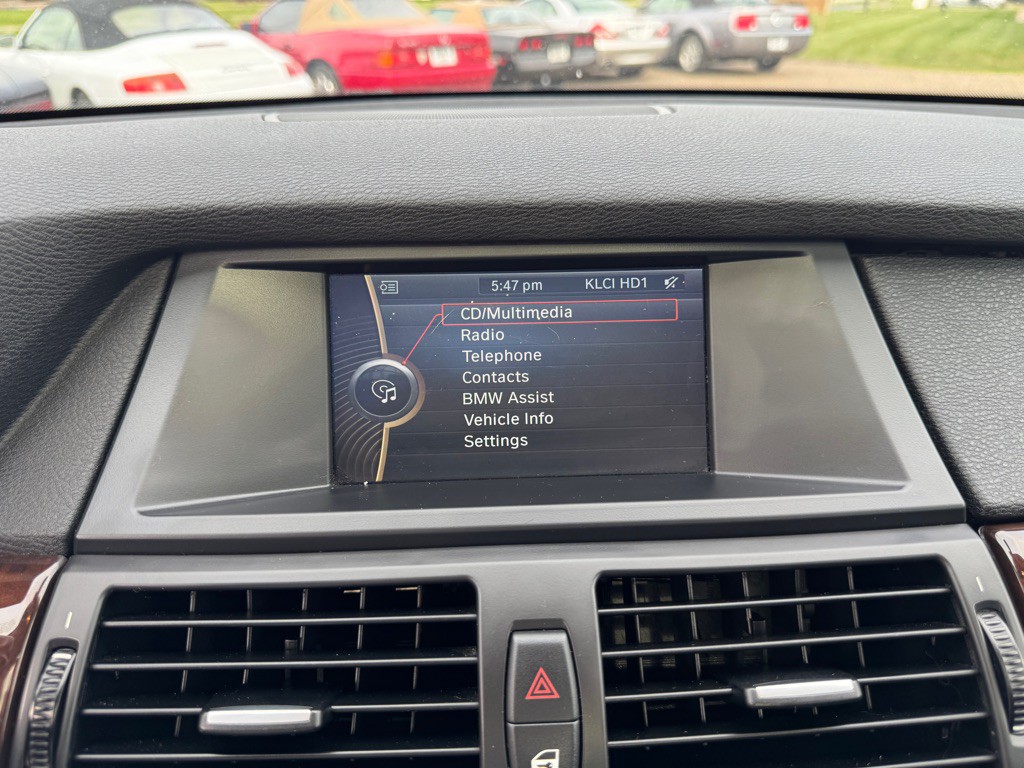 5:47 pm KLCI HD1
CD/Multimedia
Radio
Telephone
Contacts
BMW Assist
Vehicle Info
Settings